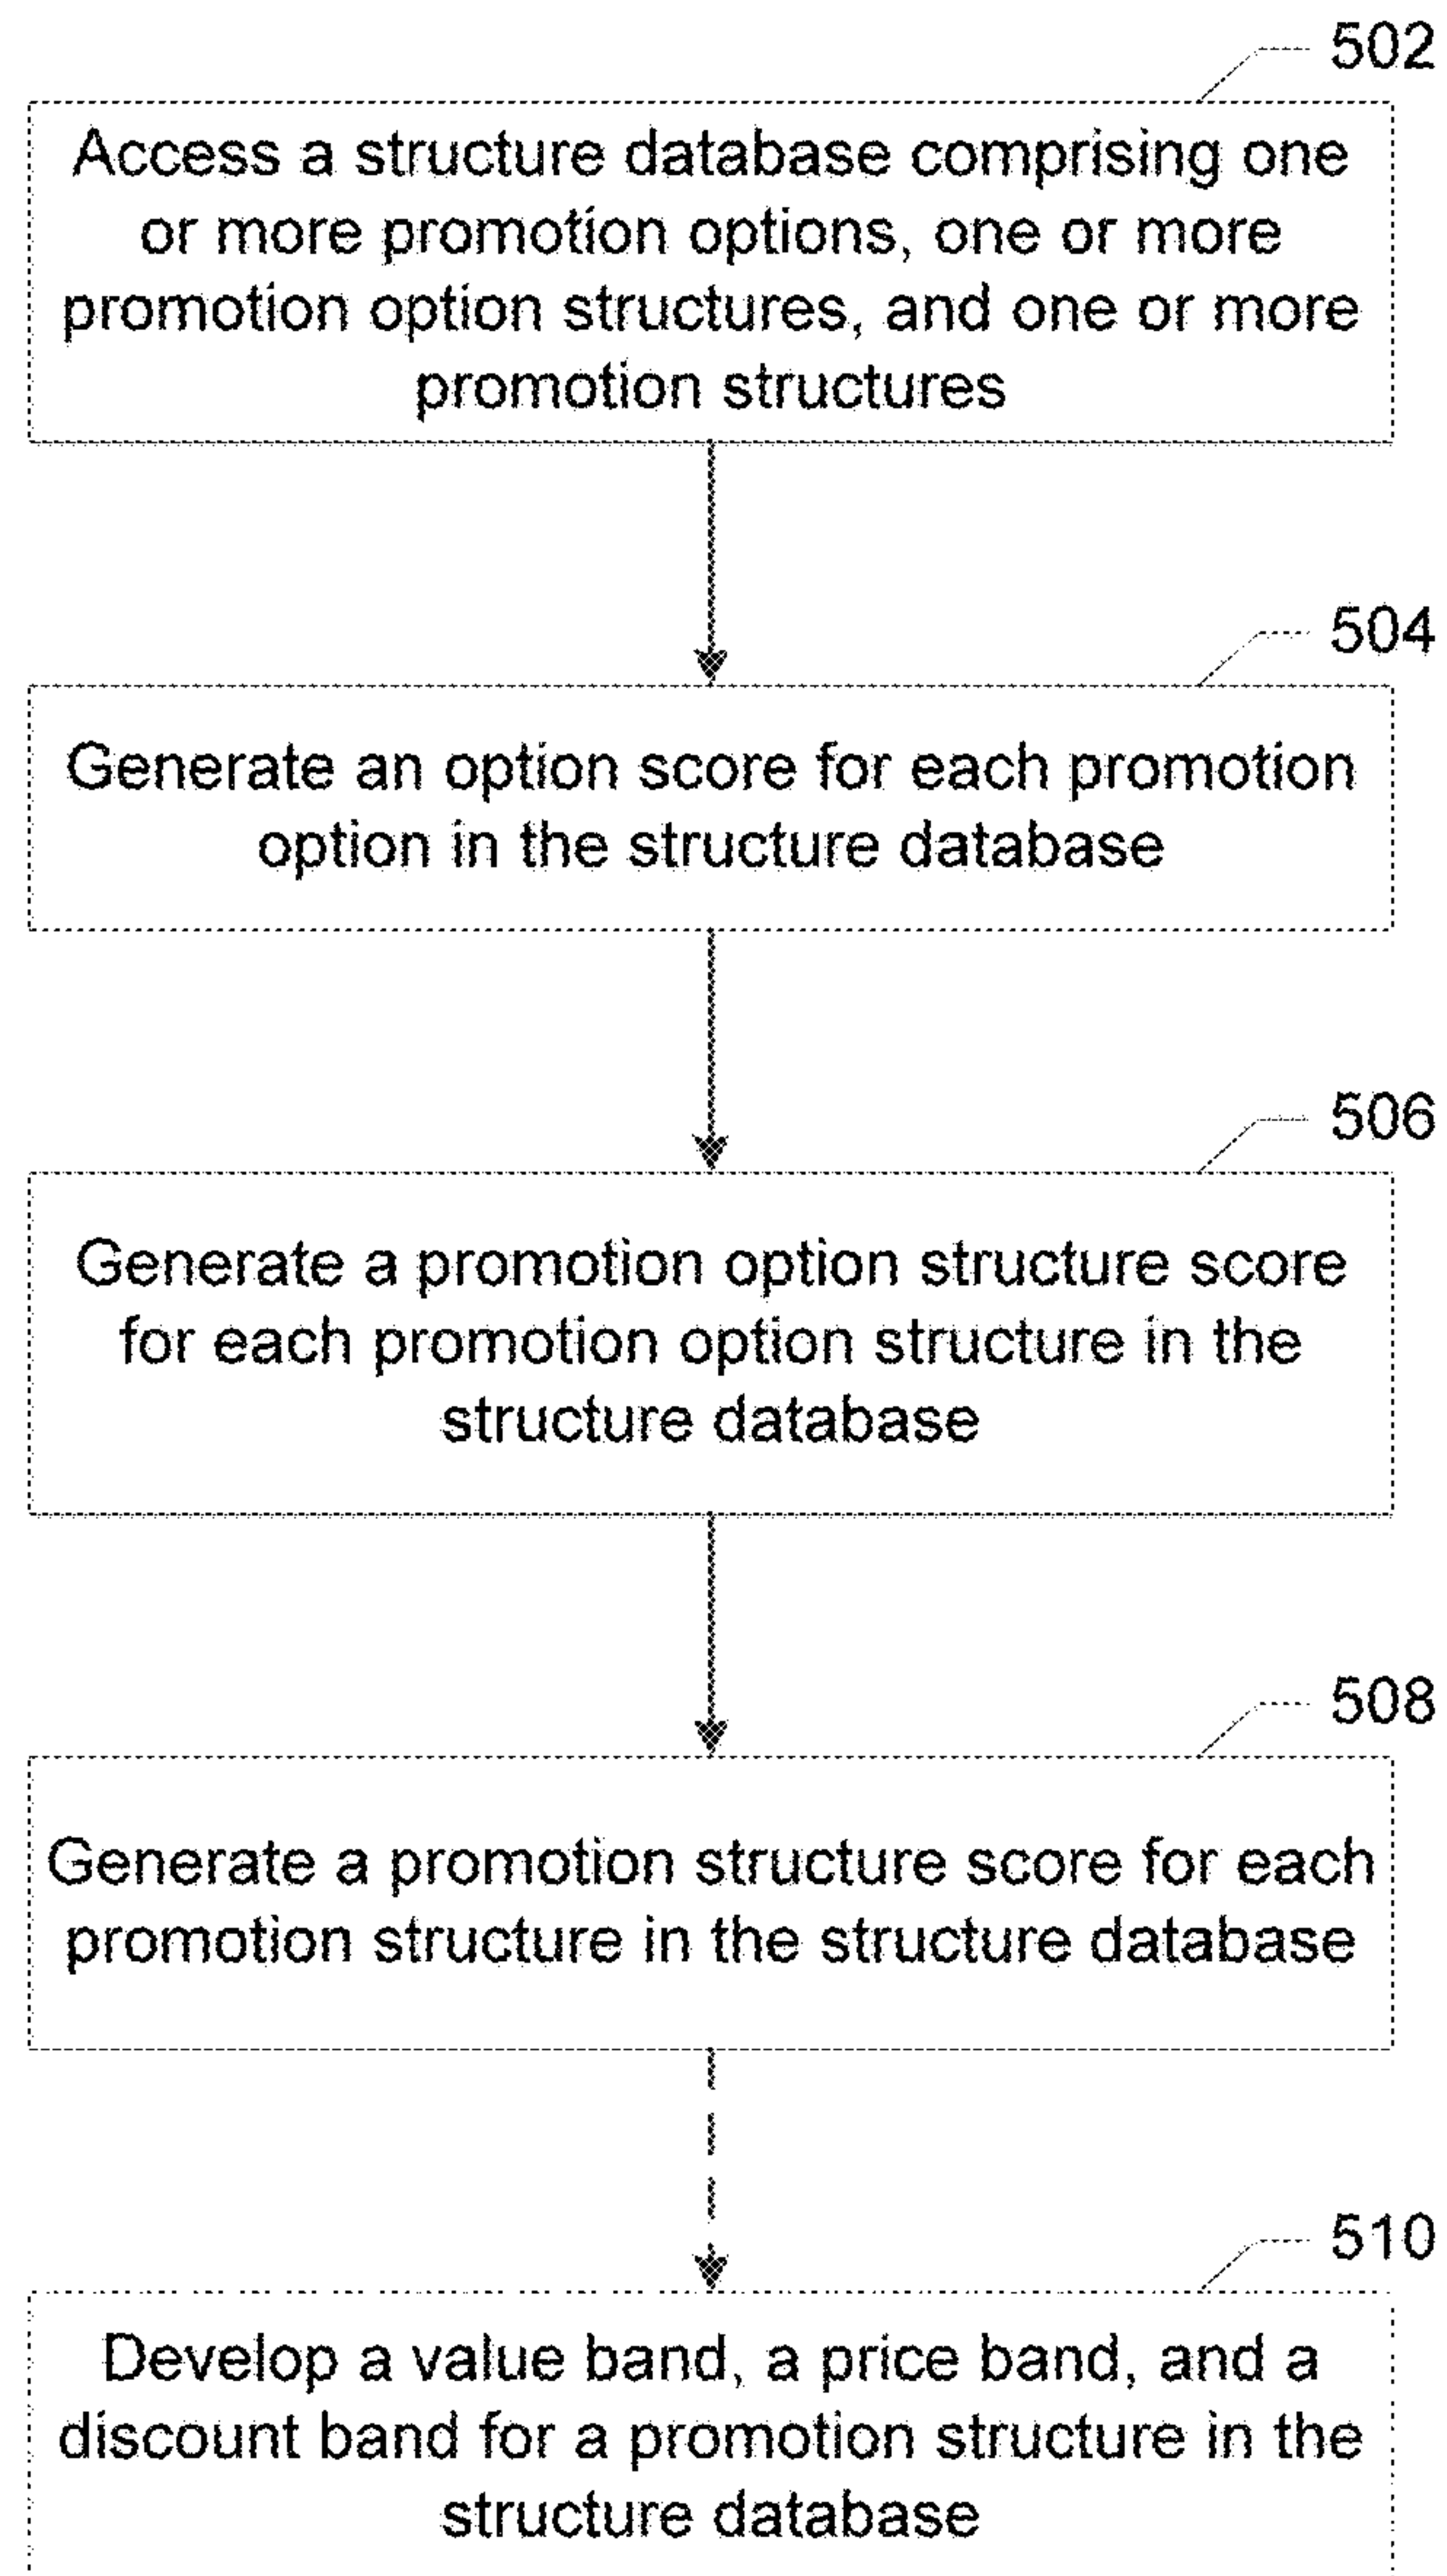 502
Access a structure database comprising one
or more promotion options, one or more
promotion option structures, and one or more
promotion structures
504
Generate an option score for each promotion
option in the structure database
506
Generate a promotion option structure score
for each promotion option structure in the
structure database
508
Generate a promotion structure score for each
promotion structure in the structure database
510
Develop a value band, a price band, and a
discount band for a promotion structure in the
structure database